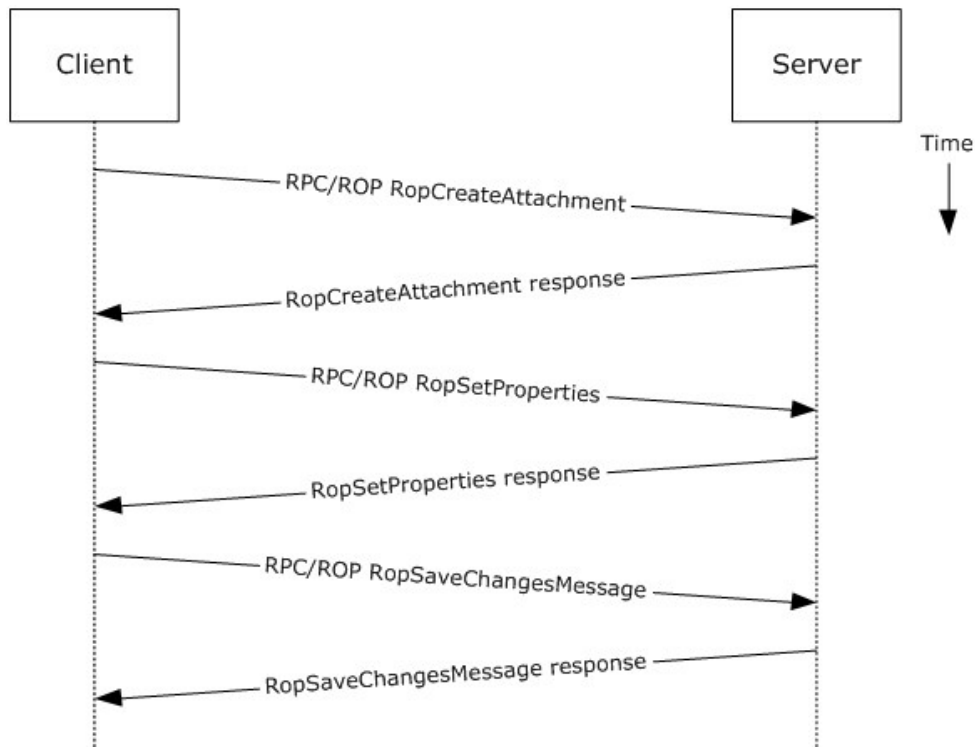 Client
Server
Time
RPC/ROP RopCreateAttachment
RopCreateAttachment response
RPC/ROP RopSetProperties
RopSetProperties response
RPC/ROP RopSaveChangesMessage
RopSaveChangesMessage response